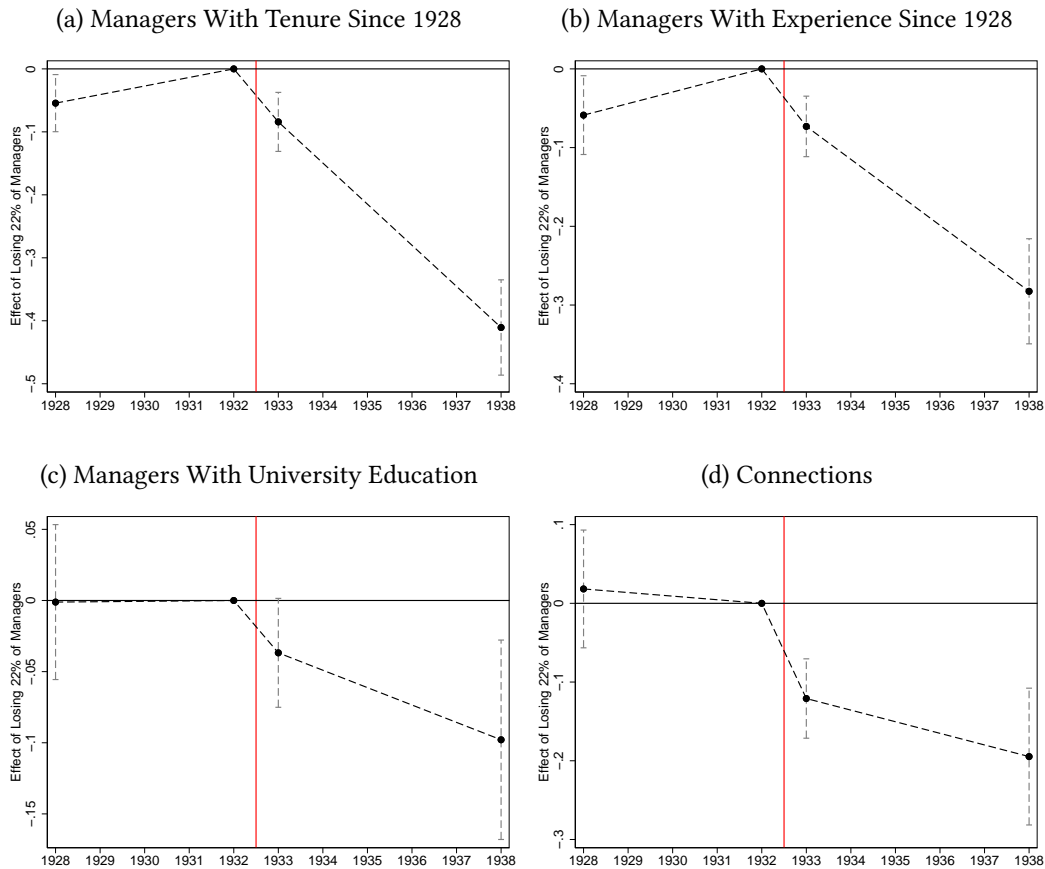 (a) Managers With Tenure Since 1928
(b) Managers With Experience Since 1928
Effect of Losing 22% of Managers
0
-.1
-.2
-.3
-.4
-.5
1928 1929 1930 1931 1932 1933 1934 1935 1936 1937 1938
Effect of Losing 22% of Managers
0
-.1
-.2
-.3
-.4
1928 1929 1930 1931 1932 1933 1934 1935 1936 1937 1938
(c) Managers With University Education
(d) Connections
Effect of Losing 22% of Managers
.05
0
-.05
-.1
-.15
1928 1929 1930 1931 1932 1933 1934 1935 1936 1937 1938
Effect of Losing 22% of Managers
.1
0
-.1
-.2
-.3
1928 1929 1930 1931 1932 1933 1934 1935 1936 1937 1938